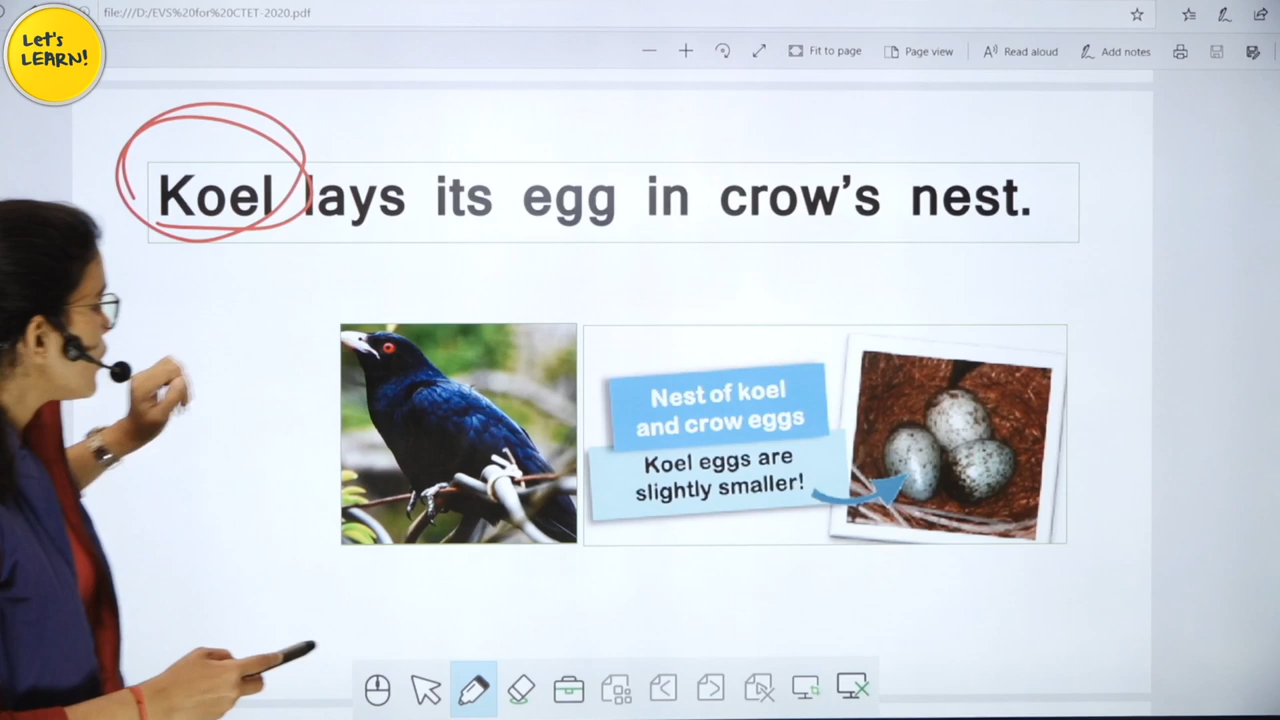 Let's
LEARN!
file:///D:/EVS%20for%20CTET-2020.pdf
Fit to page
Page view
Read aloud
Add notes
Koel lays its egg in crow's nest.
Nest of koel
and crow eggs
Koel eggs are
slightly smaller!